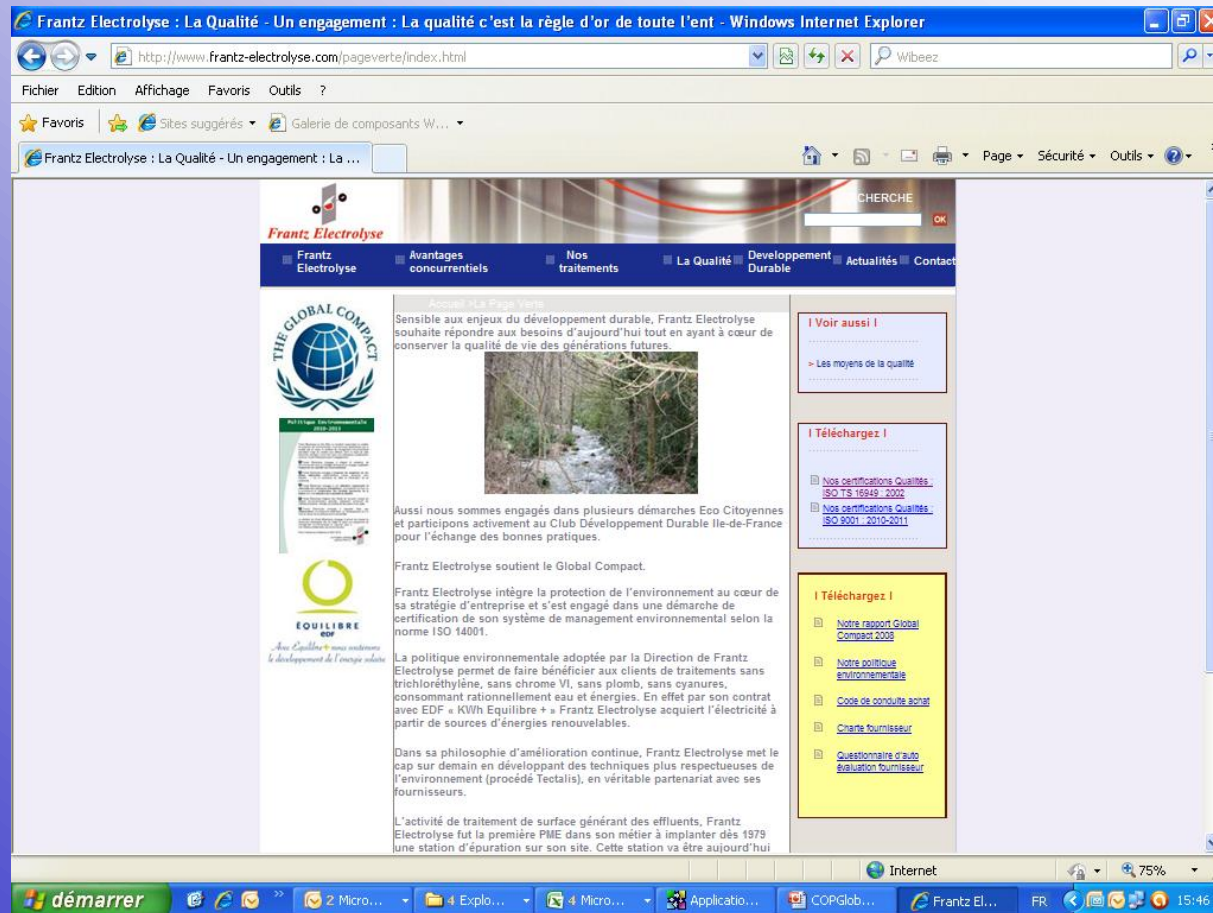 Frantz Electrolyse : La Qualité - Un engagement : La qualité c'est la règle d'or de toute l'ent - Windows Internet Explorer
http://www.frantz-electrolyse.com/pageverte/index.html
Wibeez
Fichier Edition Affichage Favoris Outils ?
Favoris Sites suggérés Galerie de composants W...
Frantz Electrolyse : La Qualité - Un engagement : La ...
Page Sécurité Outils
CHERCHE
OK
Frantz Electrolyse
Frantz Electrolyse
Avantages concurrentiels
Nos traitements
La Qualité
Developpement Durable
Actualités
Contact
THE GLOBAL COMPACT
Politique Environnementale
2010-2013
ÉQUILIBRE
EDF
Avec Équilibre + nous soutenons
le développement de l'énergie solaire
Accueil >La Page Verte
Sensible aux enjeux du développement durable, Frantz Electrolyse
souhaite répondre aux besoins d'aujourd'hui tout en ayant à cœur de
conserver la qualité de vie des générations futures.
Aussi nous sommes engagés dans plusieurs démarches Eco Citoyennes
et participons activement au Club Développement Durable Ile-de-France
pour l'échange des bonnes pratiques.
Frantz Electrolyse soutient le Global Compact.
Frantz Electrolyse intègre la protection de l'environnement au cœur de
sa stratégie d'entreprise et s'est engagé dans une démarche de
certification de son système de management environnemental selon la
norme ISO 14001.
La politique environnementale adoptée par la Direction de Frantz
Electrolyse permet de faire bénéficier aux clients de traitements sans
trichloréthylène, sans chrome VI, sans plomb, sans cyanures,
consommant rationnellement eau et énergies. En effet par son contrat
avec EDF « KWh Equilibre + » Frantz Electrolyse acquiert l'électricité à
partir de sources d'énergies renouvelables.
Dans sa philosophie d'amélioration continue, Frantz Electrolyse met le
cap sur demain en développant des techniques plus respectueuses de
l'environnement (procédé Tectalis), en véritable partenariat avec ses
fournisseurs.
L'activité de traitement de surface générant des effluents, Frantz
Electrolyse fut la première PME dans son métier à implanter dès 1979
une station d'épuration sur son site. Cette station va être aujourd'hui
I Voir aussi I
> Les moyens de la qualité
I Téléchargez I
Nos certifications Qualités :
ISO TS 16949 : 2002
Nos certifications Qualités :
ISO 9001 : 2010-2011
I Téléchargez I
Notre rapport Global
Compact 2008
Notre politique
environnementale
Code de conduite achat
Charte fournisseur
Questionnaire d'auto
évaluation fournisseur
Internet
75%
démarrer
2 Micro...
4 Explo...
4 Micro...
Applicatio...
COPGlob...
Frantz El...
FR
15:46